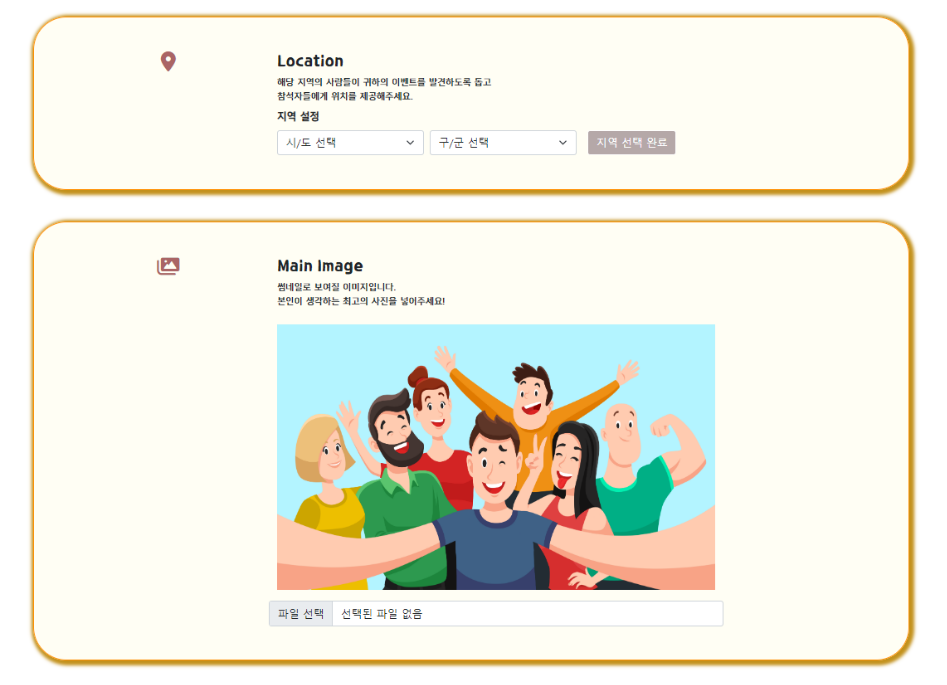 Location
해당 지역의 사람들이 귀하의 이벤트를 발견하도록 돕고
참석자들에게 위치를 제공해주세요.
지역 설정
시/도 선택
구/군 선택
지역 선택 완료
Main Image
썸네일로 보여질 이미지입니다.
본인이 생각하는 최고의 사진을 넣어주세요!
파일 선택
선택된 파일 없음